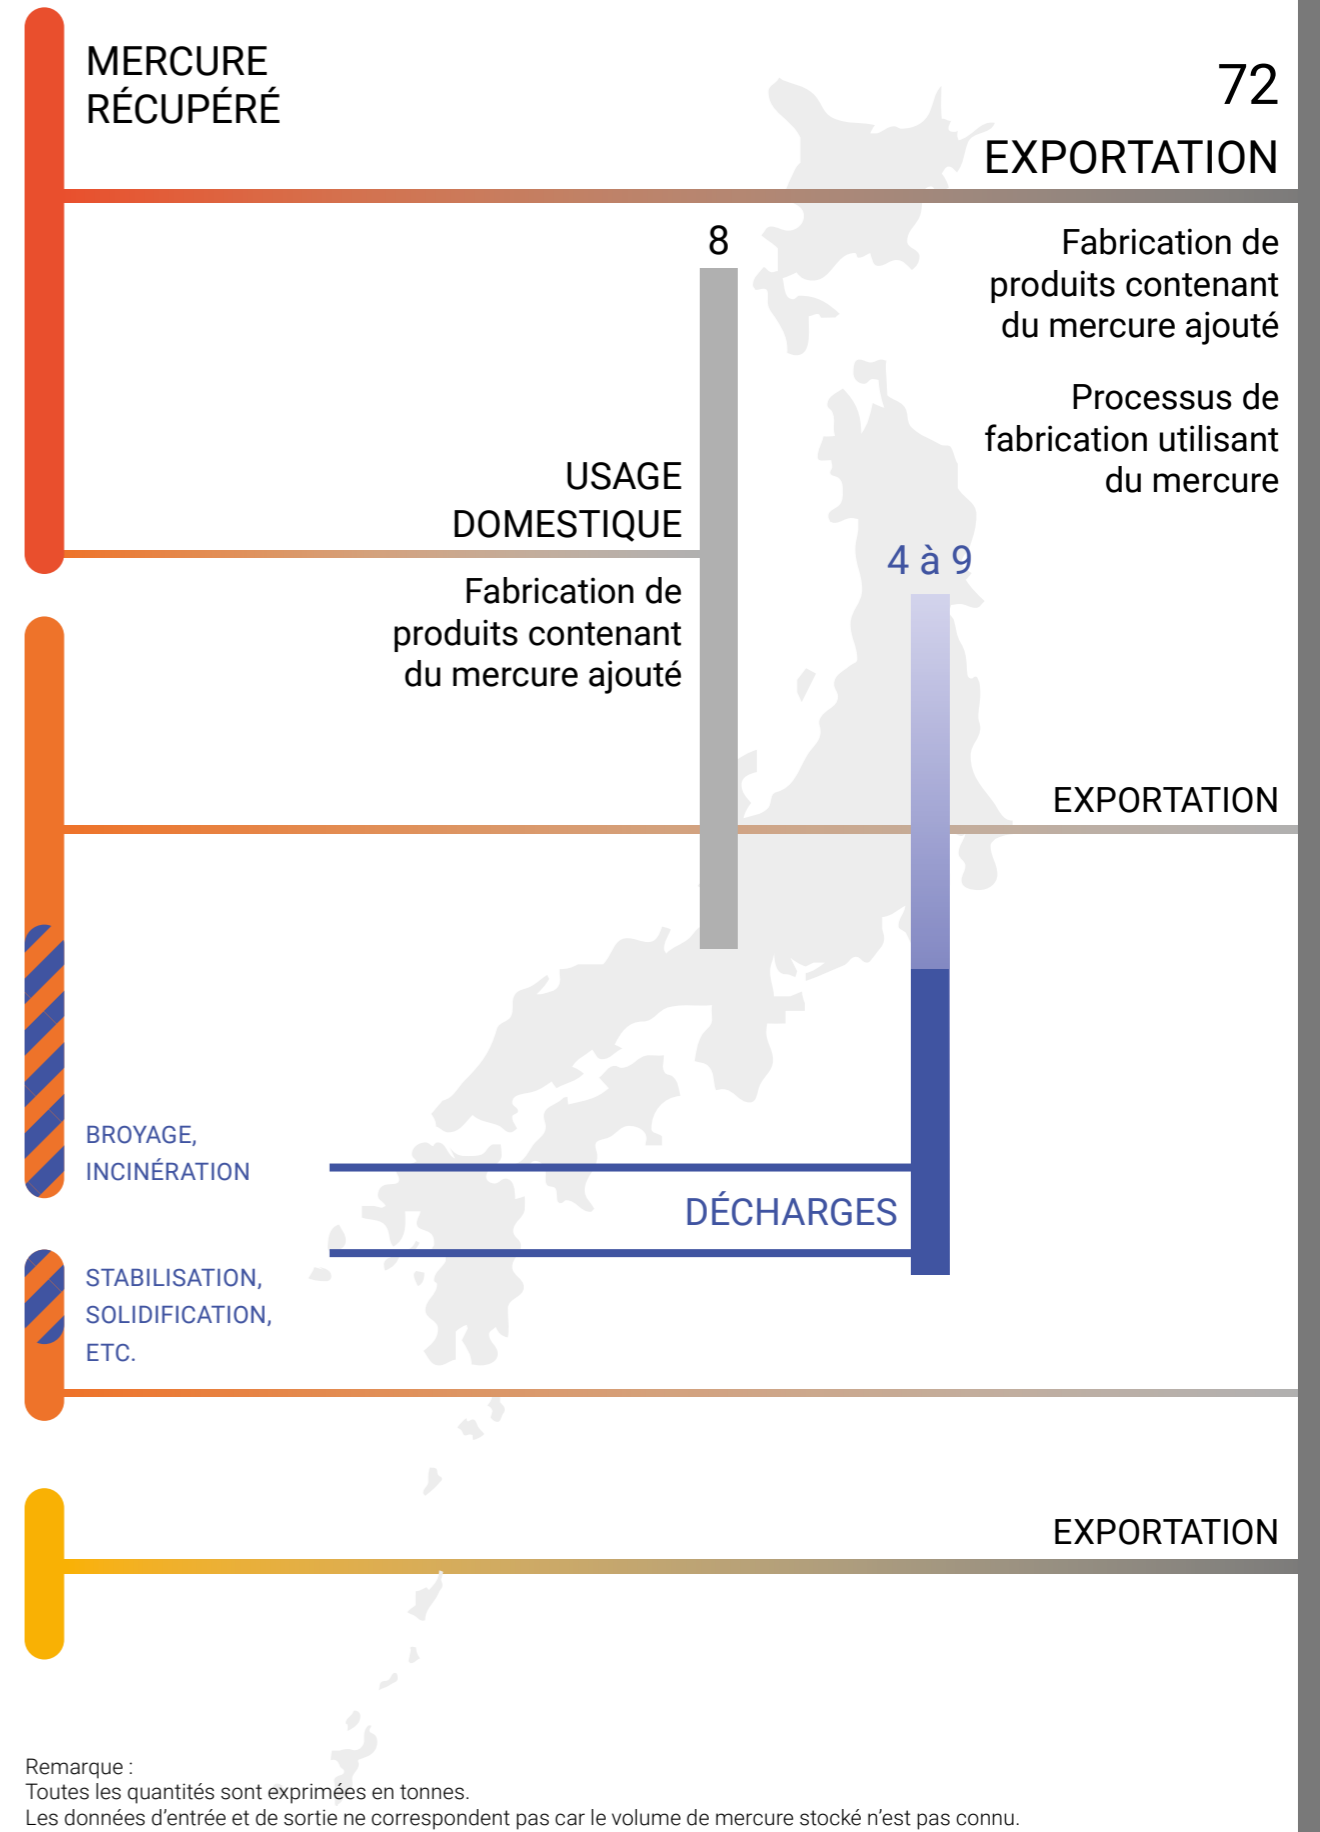 MERCURE
RÉCUPÉRÉ
72
EXPORTATION
8
Fabrication de
produits contenant
du mercure ajouté
Processus de
fabrication utilisant
du mercure
USAGE
DOMESTIQUE
Fabrication de
produits contenant
du mercure ajouté
4 à 9
EXPORTATION
BROYAGE,
INCINÉRATION
DÉCHARGES
STABILISATION,
SOLIDIFICATION,
ETC.
EXPORTATION
Remarque :
Toutes les quantités sont exprimées en tonnes.
Les données d’entrée et de sortie ne correspondent pas car le volume de mercure stocké n’est pas connu.